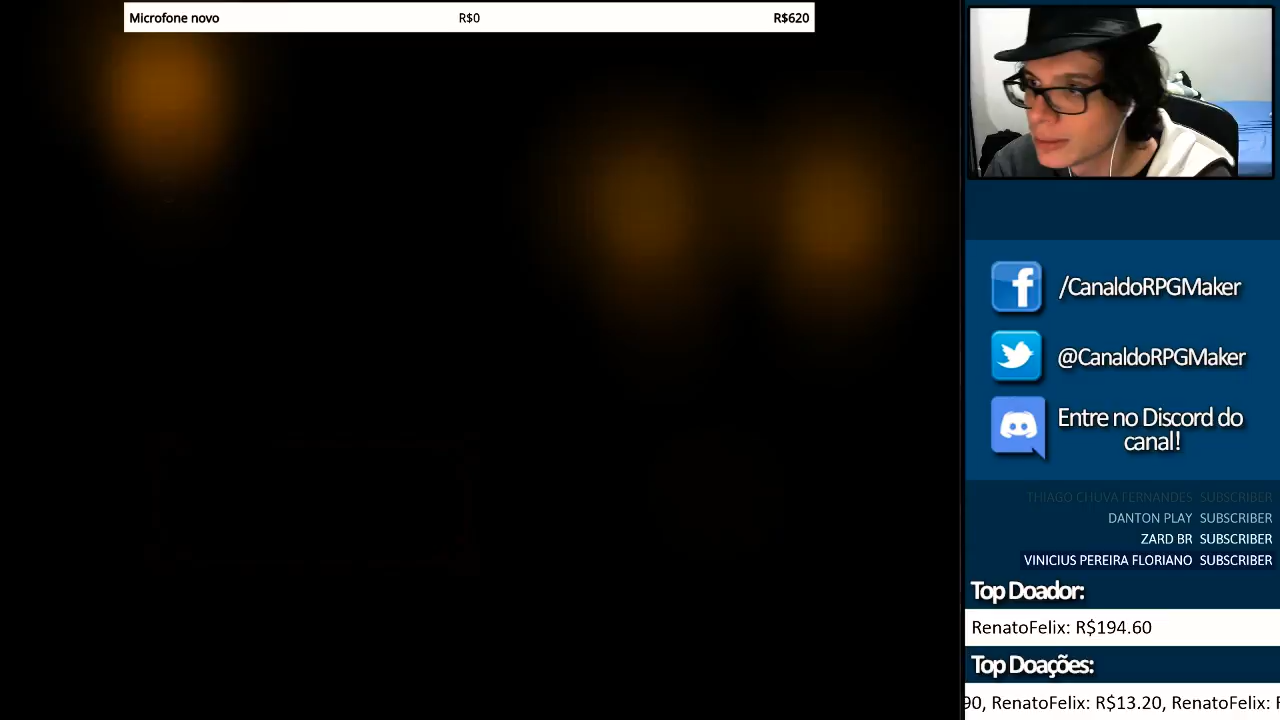 Microfone novo R$0 R$620
/CanaldoRPGMaker
@CanaldoRPGMaker
Entre no Discord do
canal!
THIAGO CHUVA FERNANDES SUBSCRIBER
DANTON PLAY SUBSCRIBER
ZARD BR SUBSCRIBER
VINICIUS PEREIRA FLORIANO SUBSCRIBER
Top Doador:
RenatoFelix: R$194.60
Top Doações:
90, RenatoFelix: R$13.20, RenatoFelix: